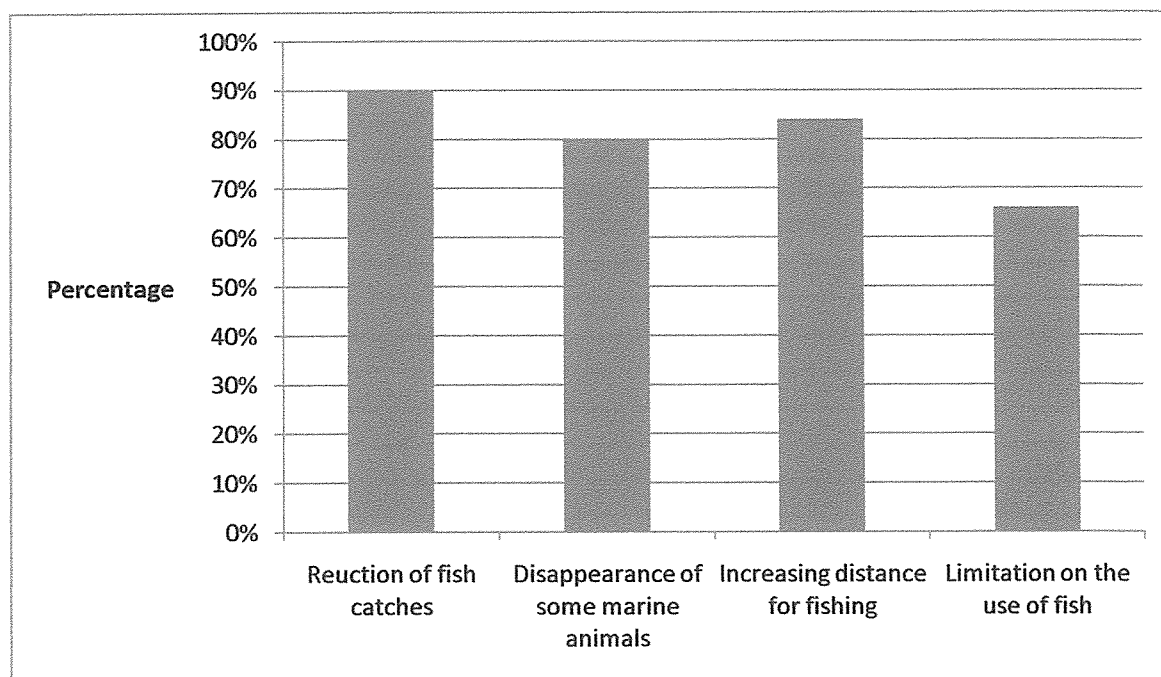 100%
90%
80%
70%
60%
Percentage
50%
40%
30%
20%
10%
0%
Reuction of fish
catches
Disappearance of
some marine
animals
Increasing distance
for fishing
Limitation on the
use of fish